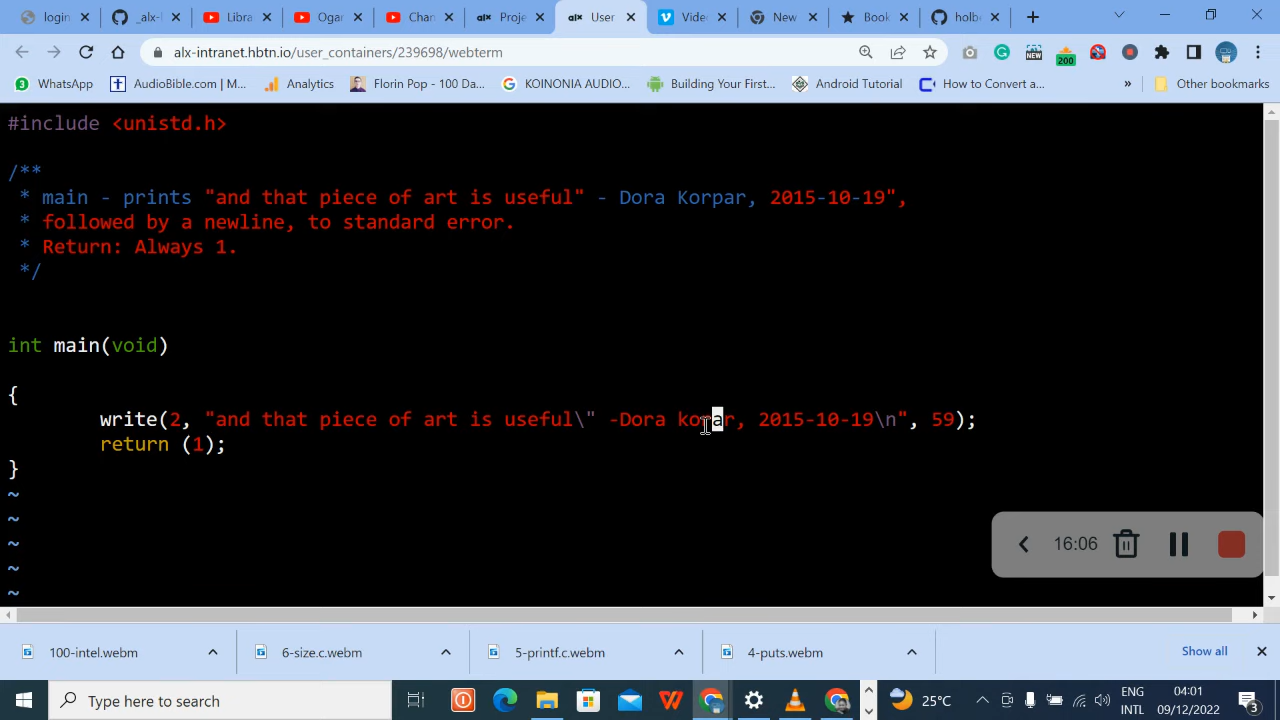 login
_alx-l
Libra
Ogar
Chan
Proje
User
Vide
New
Book
holbe
alx-intranet.hbtn.io/user_containers/239698/webterm
NEW
200
WhatsApp
AudioBible.com | M...
Analytics
Florin Pop - 100 Da...
KOINONIA AUDIO...
Building Your First...
Android Tutorial
How to Convert a...
»
Other bookmarks
#include <unistd.h>
/**
 * main - prints "and that piece of art is useful" - Dora Korpar, 2015-10-19",
 * followed by a newline, to standard error.
 * Return: Always 1.
 */
int main(void)
{
write(2, "and that piece of art is useful\" -Dora korpar, 2015-10-19\n", 59);
return (1);
}
~
~
~
~
~
16:06
100-intel.webm
6-size.c.webm
5-printf.c.webm
4-puts.webm
Show all
Type here to search
25°C
ENG
INTL
04:01
09/12/2022
3